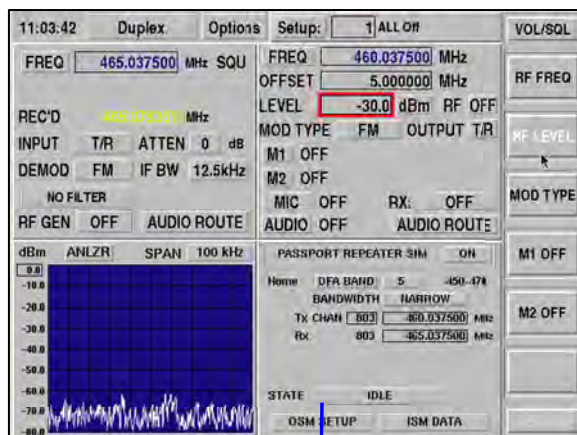 11:03:42 Duplex Options Setup: 1 ALL Off VOL/SQL
FREQ 465.037500 MHz SQU
REC'D MHz
INPUT T/R ATTEN 0 dB
DEMOD FM IF BW 12.5kHz
NO FILTER
RF GEN OFF AUDIO ROUTE
FREQ 460.037500 MHz
OFFSET 5.000000 MHz
LEVEL -30.0 dBm RF OFF
MOD TYPE FM OUTPUT T/R
M1 OFF
M2 OFF
MIC OFF RX: OFF
AUDIO OFF AUDIO ROUTE
dBm ANLZR SPAN 100 kHz
0.0
-10.0
-20.0
-30.0
-40.0
-50.0
-60.0
-70.0
-80.0
PASSPORT REPEATER SIM ON
Home DFA BAND 5 -450-470
BANDWIDTH NARROW
Tx CHAN 803 460.037500 MHz
Rx 803 465.037500 MHz
STATE IDLE
OSM SETUP ISM DATA
RF FREQ
RF LEVEL
MOD TYPE
M1 OFF
M2 OFF